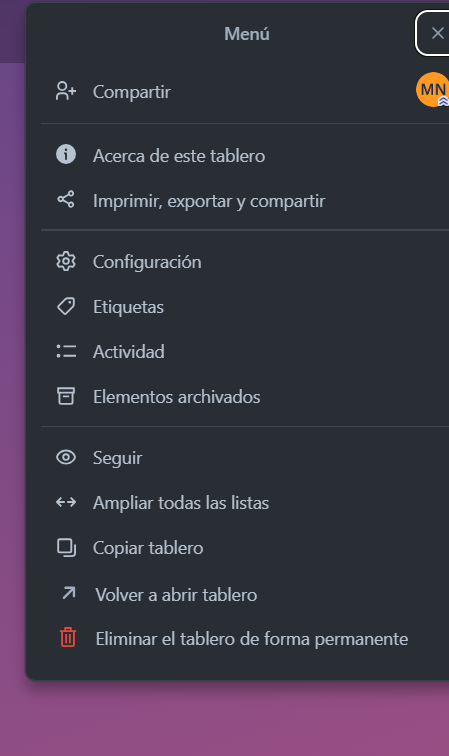 Menú
Compartir
MN
Acerca de este tablero
Imprimir, exportar y compartir
Configuración
Etiquetas
Actividad
Elementos archivados
Seguir
Ampliar todas las listas
Copiar tablero
Volver a abrir tablero
Eliminar el tablero de forma permanente